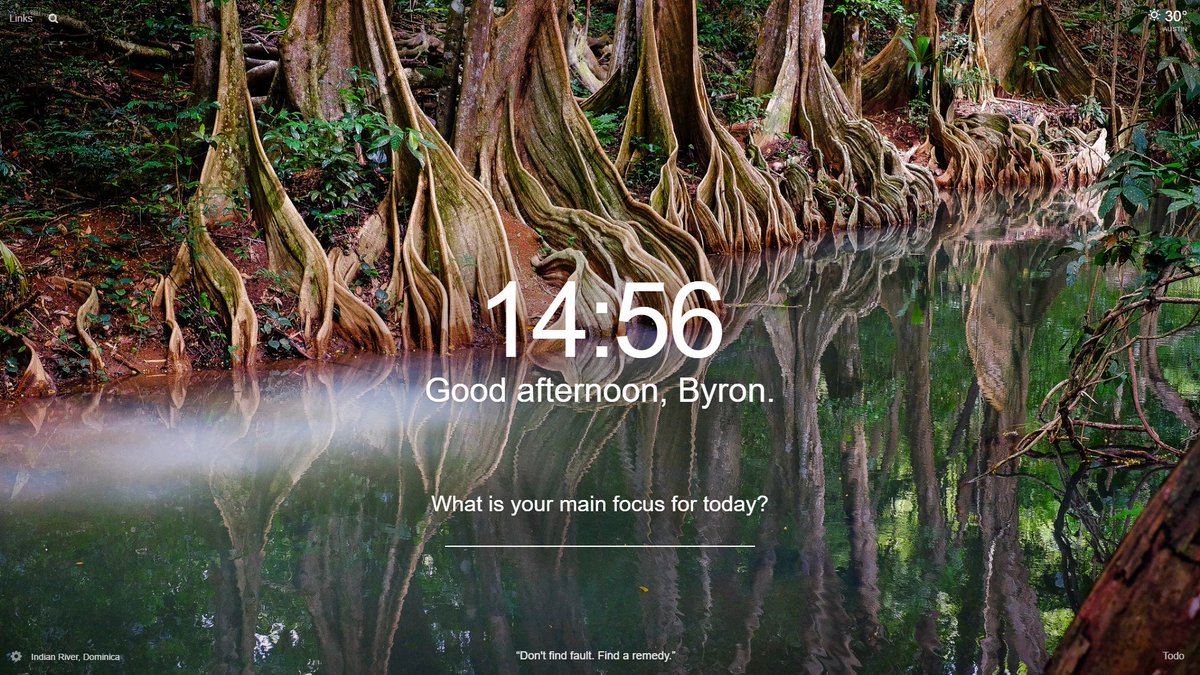 Links
30°
AUSTIN
14:56
Good afternoon, Byron.
What is your main focus for today?
Indian River, Dominica
“Don't find fault. Find a remedy.”
Todo